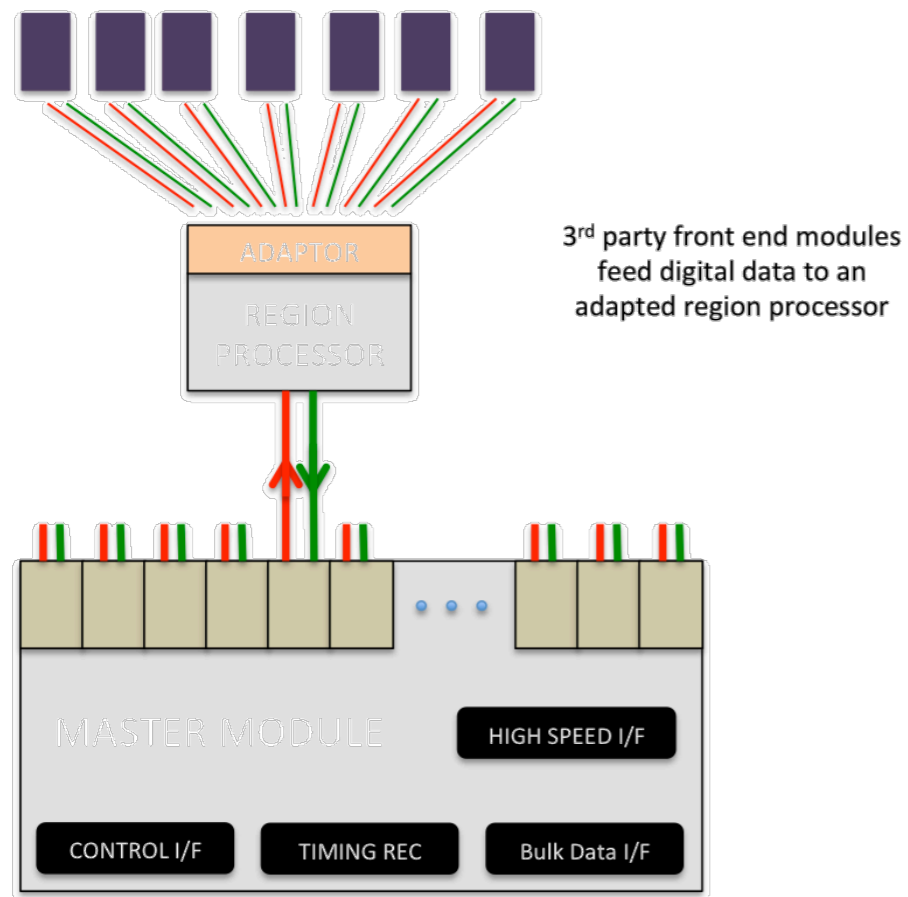 ADAPTOR
REGION
PROCESSOR
3rd party front end modules
feed digital data to an
adapted region processor
MASTER MODULE
HIGH SPEED I/F
CONTROL I/F
TIMING REC
Bulk Data I/F